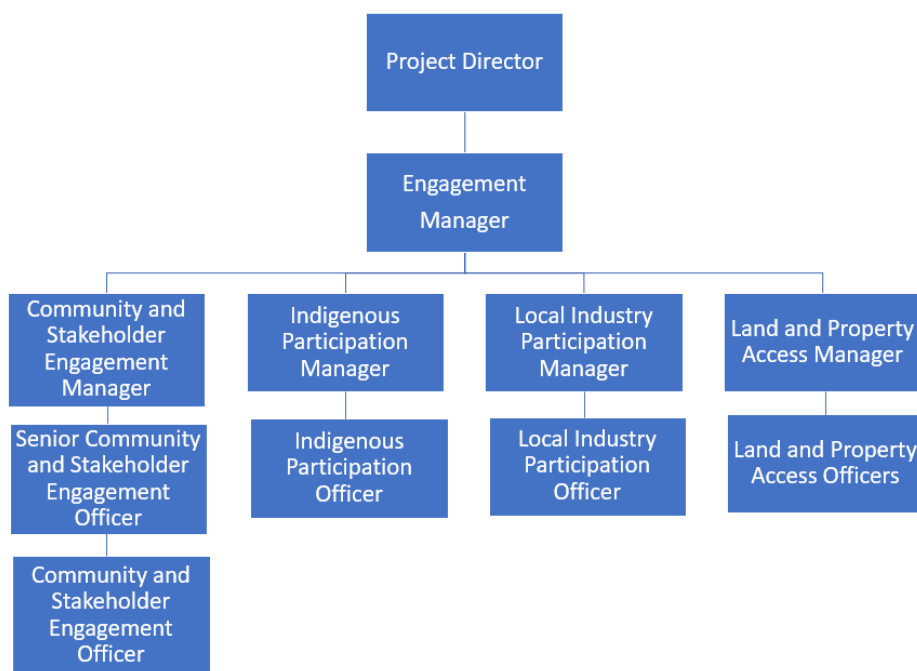 Project Director
Engagement
Manager
Community and
Stakeholder
Engagement
Manager
Indigenous
Participation
Manager
Local Industry
Participation
Manager
Land and Property
Access Manager
Senior Community
and Stakeholder
Engagement
Officer
Indigenous
Participation
Officer
Local Industry
Participation
Officer
Land and Property
Access Officers
Community and
Stakeholder
Engagement
Officer